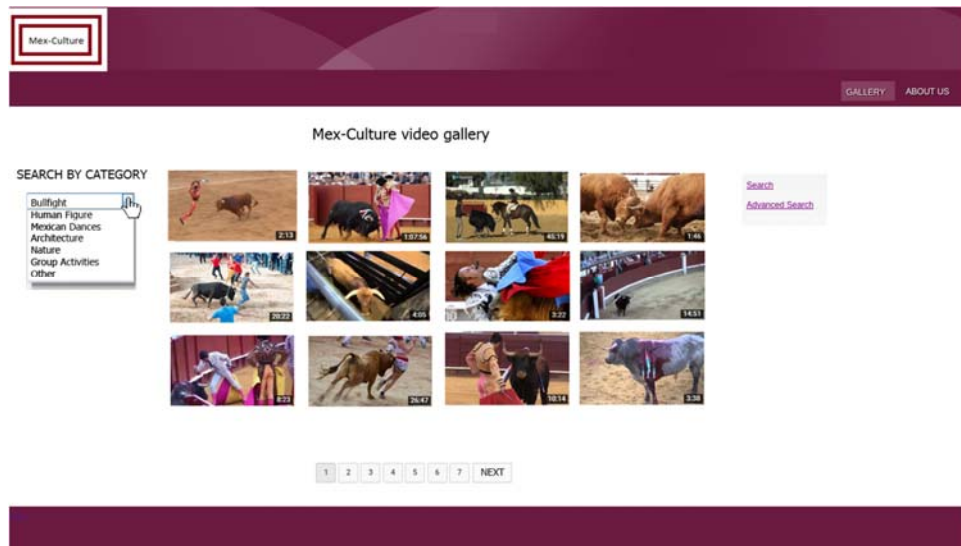 Mex-Culture
GALLERY ABOUT US
Mex-Culture video gallery
SEARCH BY CATEGORY
Bullfight
Human Figure
Mexican Dances
Architecture
Nature
Group Activities
Other
2:13
1:07:56
45:19
1:46
20:22
4:05
3:22
14:51
8:23
26:47
10:14
3:38
Search
Advanced Search
1 2 3 4 5 6 7 NEXT